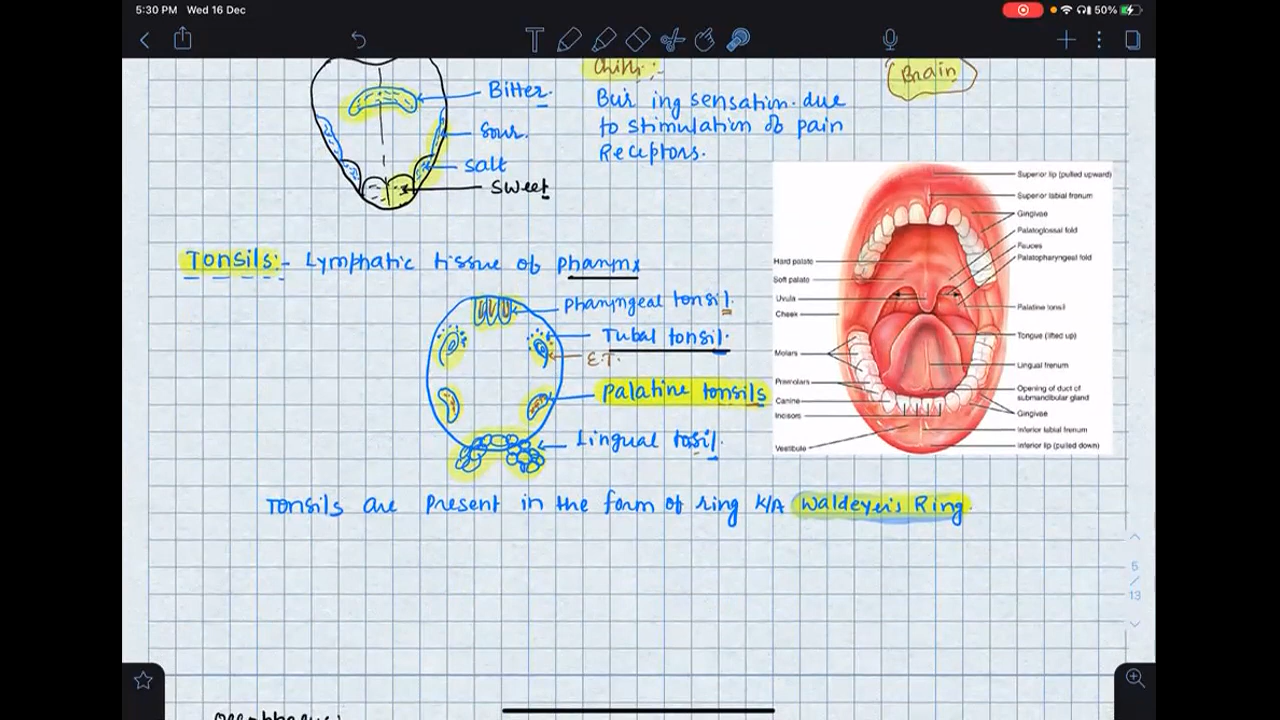 5:30 PM Wed 16 Dec
50%
Chilli :-
Brain
Bitter.
Sour.
Salt
Sweet
Bur ing sensation. due
to stimulation of pain
Receptors.
Tonsils:- Lymphatic tissue of pharynx
Pharyngeal tonsil.
Tubal tonsil.
E.T.
Palatine tonsils
Lingual tosil.
Superior lip (pulled upward)
Superior labial frenum
Gingivae
Palatoglossal fold
Fauces
Palatopharyngeal fold
Hard palate
Soft palate
Uvula
Cheek
Palatine tonsil
Tongue (lifted up)
Molars
Lingual frenum
Premolars
Opening of duct of
submandibular gland
Canine
Gingivae
Incisors
Inferior labial frenum
Vestibule
Inferior lip (pulled down)
Tonsils are present in the form of ring K/A Waldeyer's Ring.
5
/
13